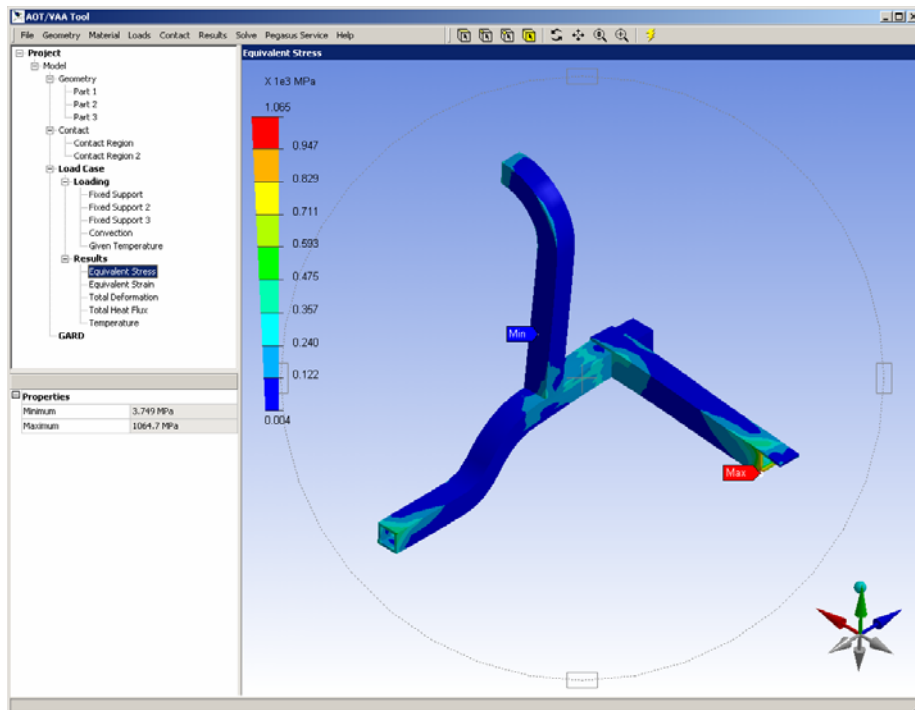 AOT/VAA Tool
File Geometry Material Loads Contact Results Solve Pegasus Service Help
Project
Model
Geometry
Part 1
Part 2
Part 3
Contact
Contact Region
Contact Region 2
Load Case
Loading
Fixed Support
Fixed Support 2
Fixed Support 3
Convection
Given Temperature
Results
Equivalent Stress
Equivalent Strain
Total Deformation
Total Heat Flux
Temperature
GARD
Properties
Minimum 3.749 MPa
Maximum 1064.7 MPa
Equivalent Stress
X 1e3 MPa
1.065
0.947
0.829
0.711
0.593
0.475
0.357
0.240
0.122
0.004
Min
Max